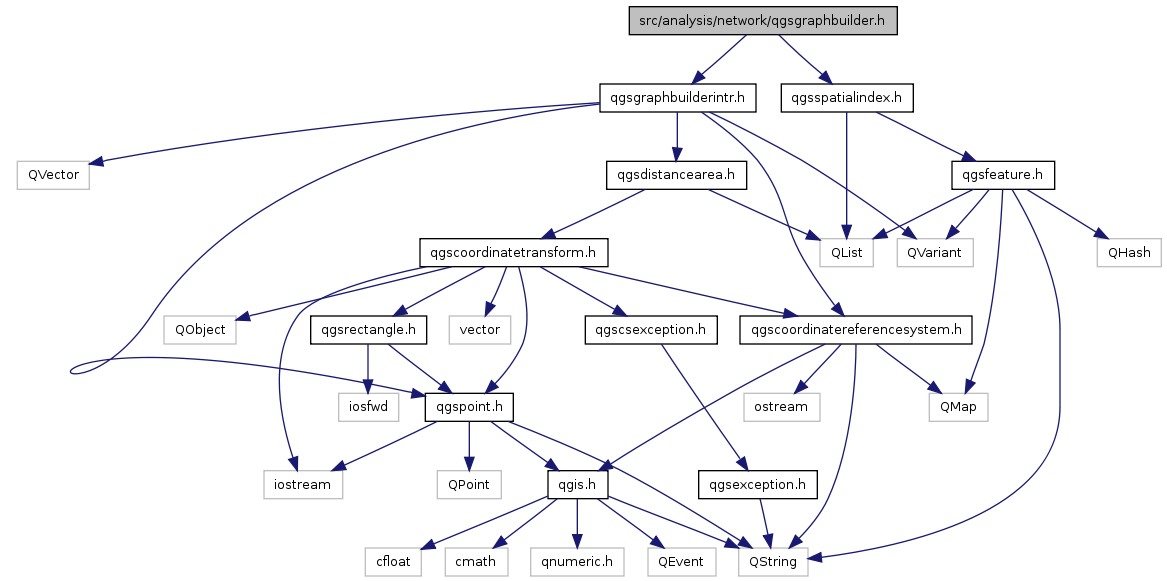 src/analysis/network/qgsgraphbuilder.h
qgsgraphbuilderintr.h
qgsspatialindex.h
QVector
qgsdistancearea.h
qgsfeature.h
qgscoordinatetransform.h
QList
QVariant
QHash
QObject
qgsrectangle.h
vector
qgscsexception.h
qgscoordinatereferencesystem.h
iosfwd
qgspoint.h
ostream
QMap
iostream
QPoint
qgis.h
qgsexception.h
cfloat
cmath
qnumeric.h
QEvent
QString